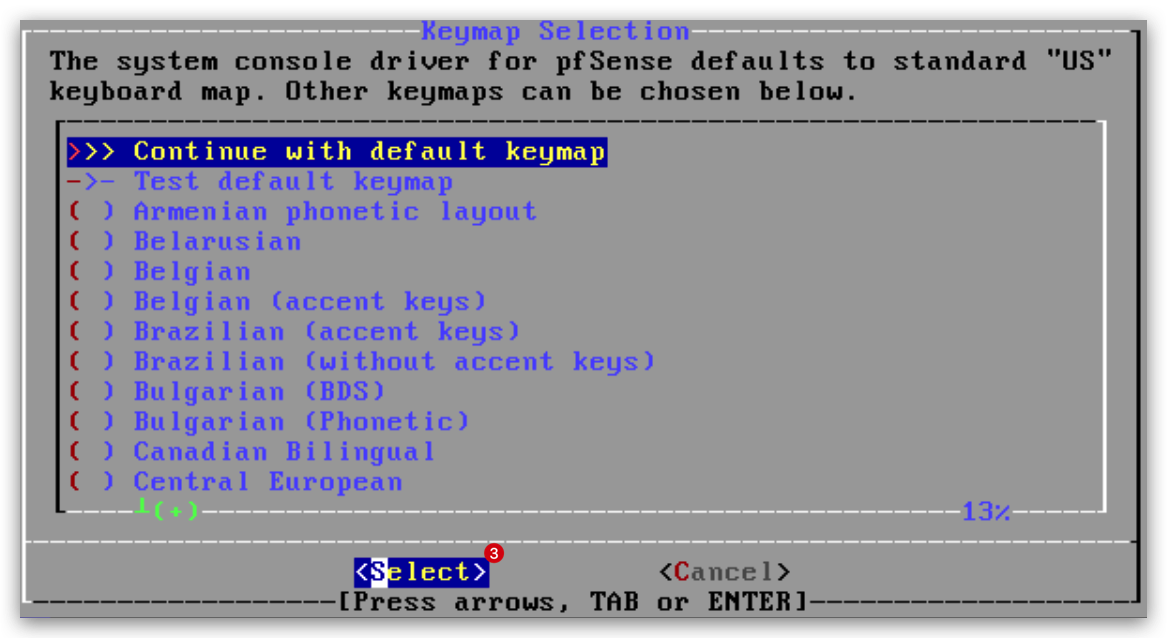 Keymap Selection
The system console driver for pfSense defaults to standard "US"
keyboard map. Other keymaps can be chosen below.
>>> Continue with default keymap
->- Test default keymap
( ) Armenian phonetic layout
( ) Belarusian
( ) Belgian
( ) Belgian (accent keys)
( ) Brazilian (accent keys)
( ) Brazilian (without accent keys)
( ) Bulgarian (BDS)
( ) Bulgarian (Phonetic)
( ) Canadian Bilingual
( ) Central European
┴(+) 13%
3
<Select> <Cancel>
[Press arrows, TAB or ENTER]